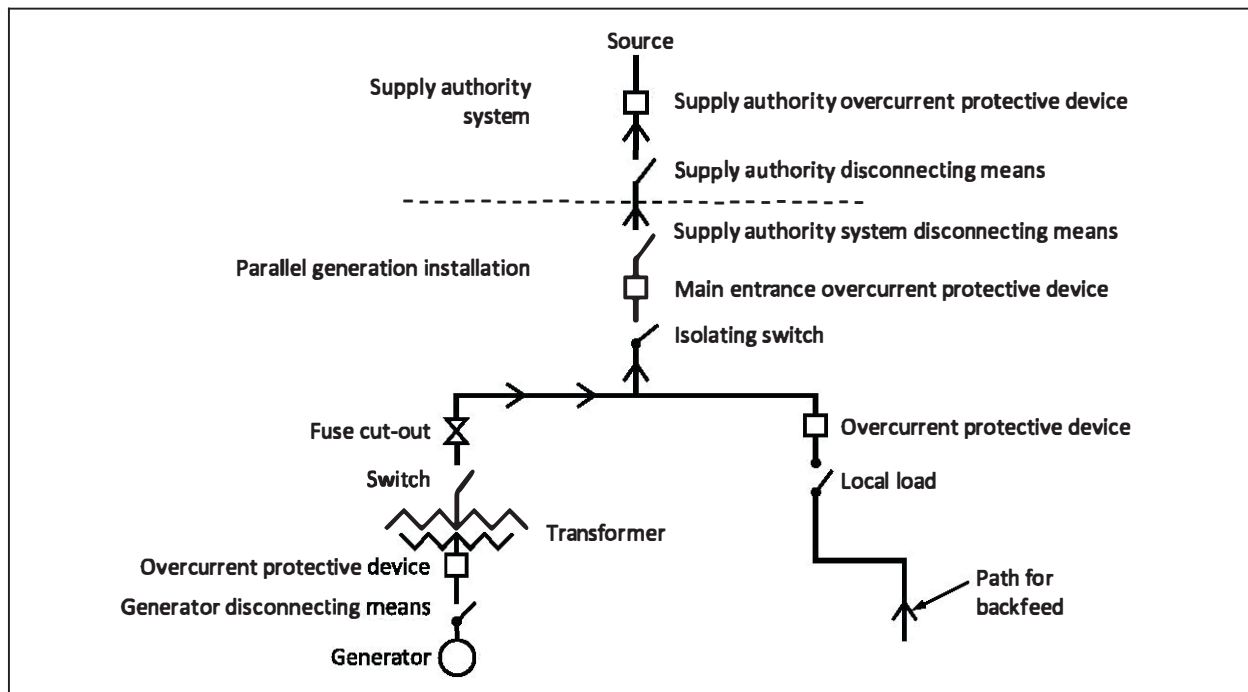 Source
Supply authority
system
Supply authority overcurrent protective device
Supply authority disconnecting means
Supply authority system disconnecting means
Parallel generation installation
Main entrance overcurrent protective device
Isolating switch
Fuse cut-out
Overcurrent protective device
Switch
Local load
Transformer
Overcurrent protective device
Generator disconnecting means
Path for
backfeed
Generator